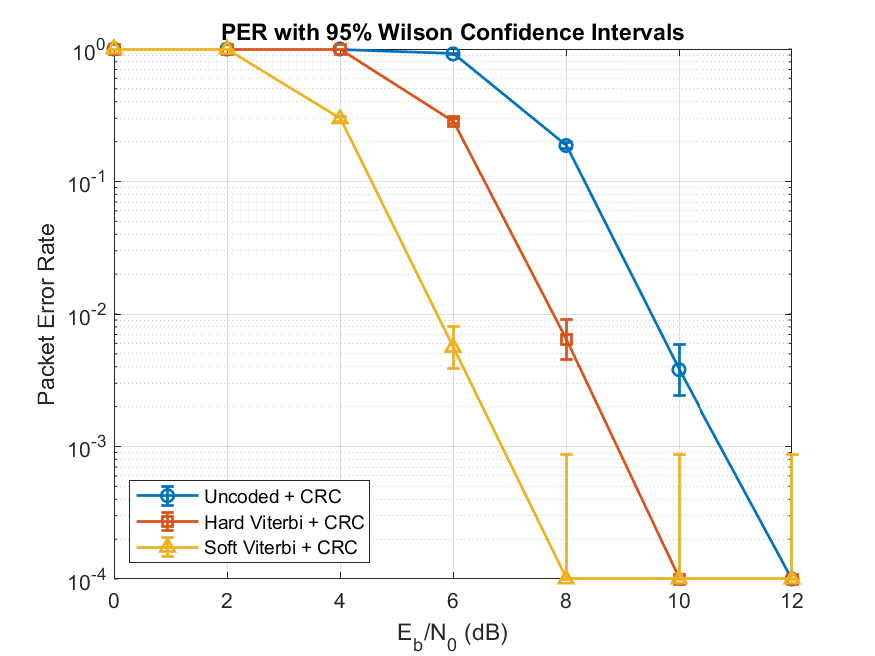 PER with 95% Wilson Confidence Intervals
10^0
10^-1
10^-2
10^-3
10^-4
Packet Error Rate
Uncoded + CRC
Hard Viterbi + CRC
Soft Viterbi + CRC
0 2 4 6 8 10 12
E_b/N_0 (dB)